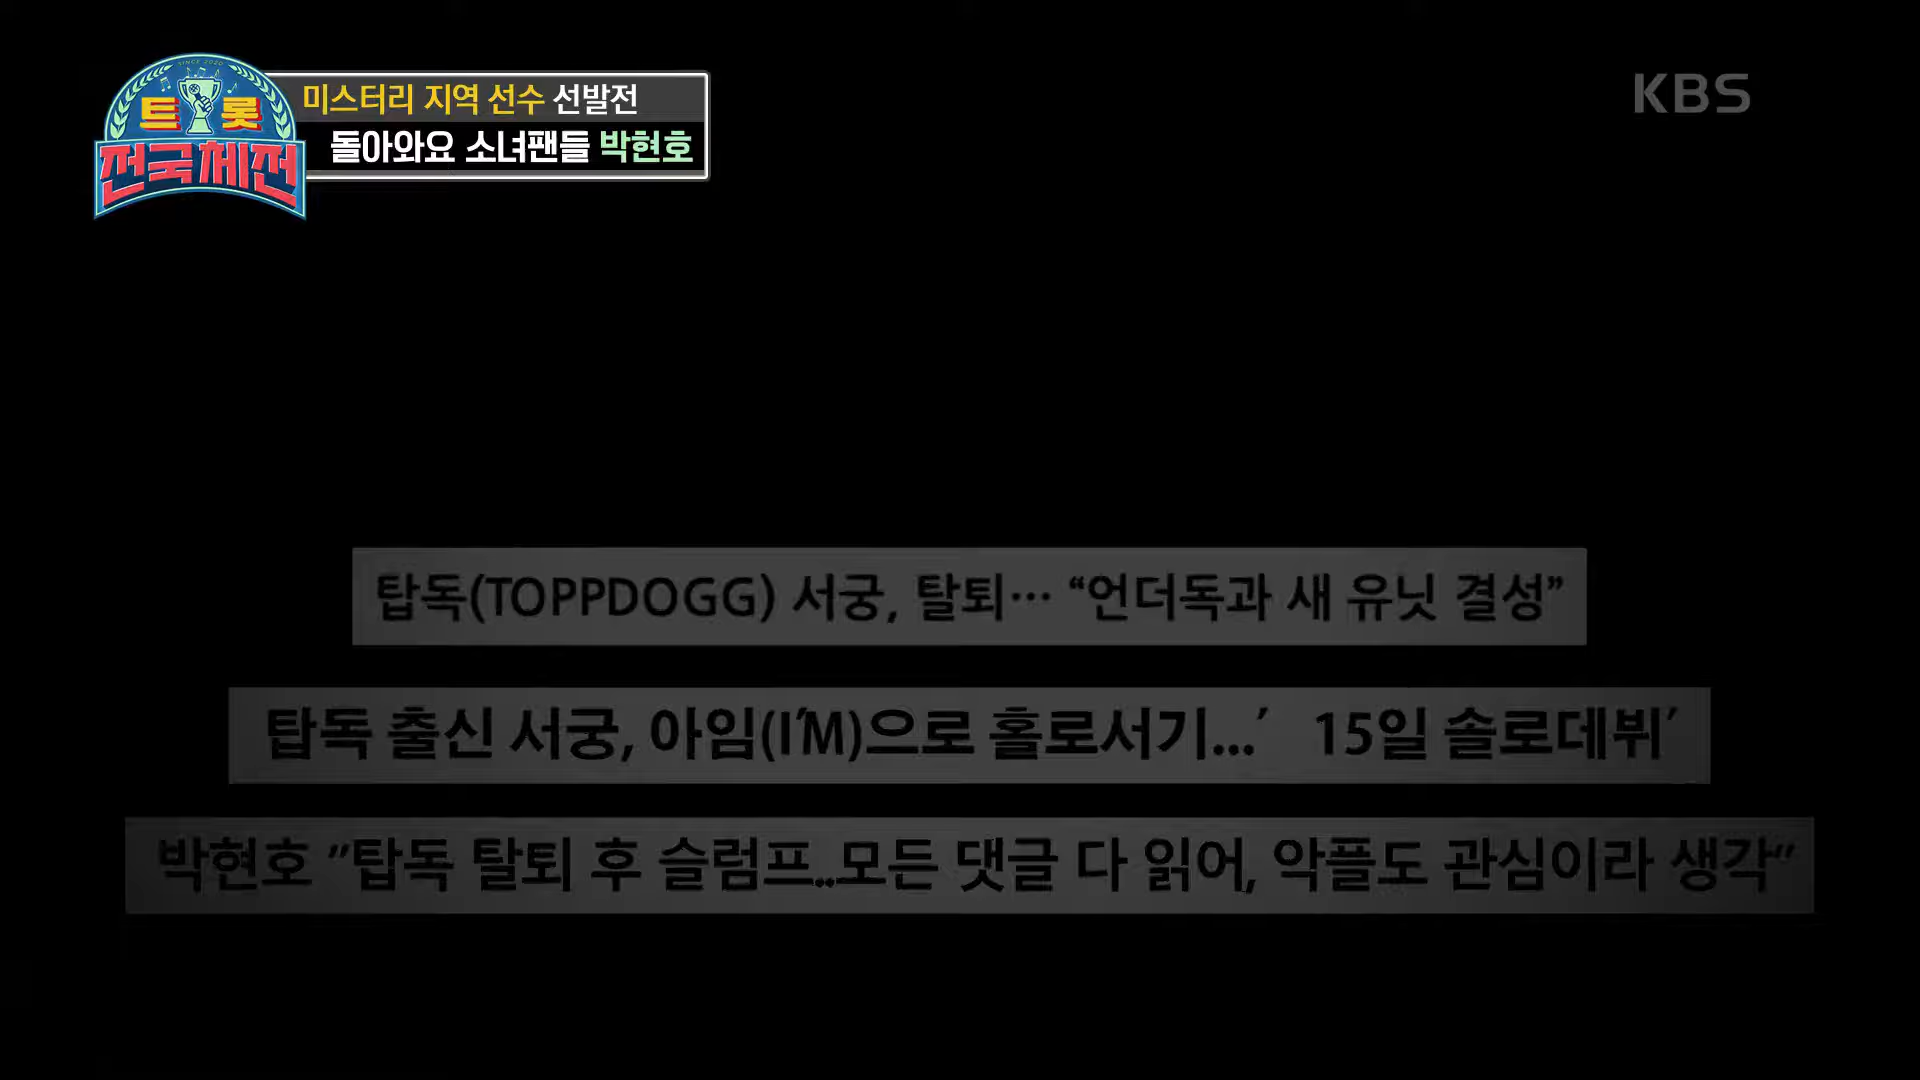 SINCE 2020
트롯
전국체전
미스터리 지역 선수 선발전
돌아와요 소녀팬들 박현호
KBS
탑독(TOPPDOGG) 서궁, 탈퇴… “언더독과 새 유닛 결성”
탑독 출신 서궁, 아임(I'M)으로 홀로서기...' 15일 솔로데뷔'
박현호 "탑독 탈퇴 후 슬럼프..모든 댓글 다 읽어, 악플도 관심이라 생각"